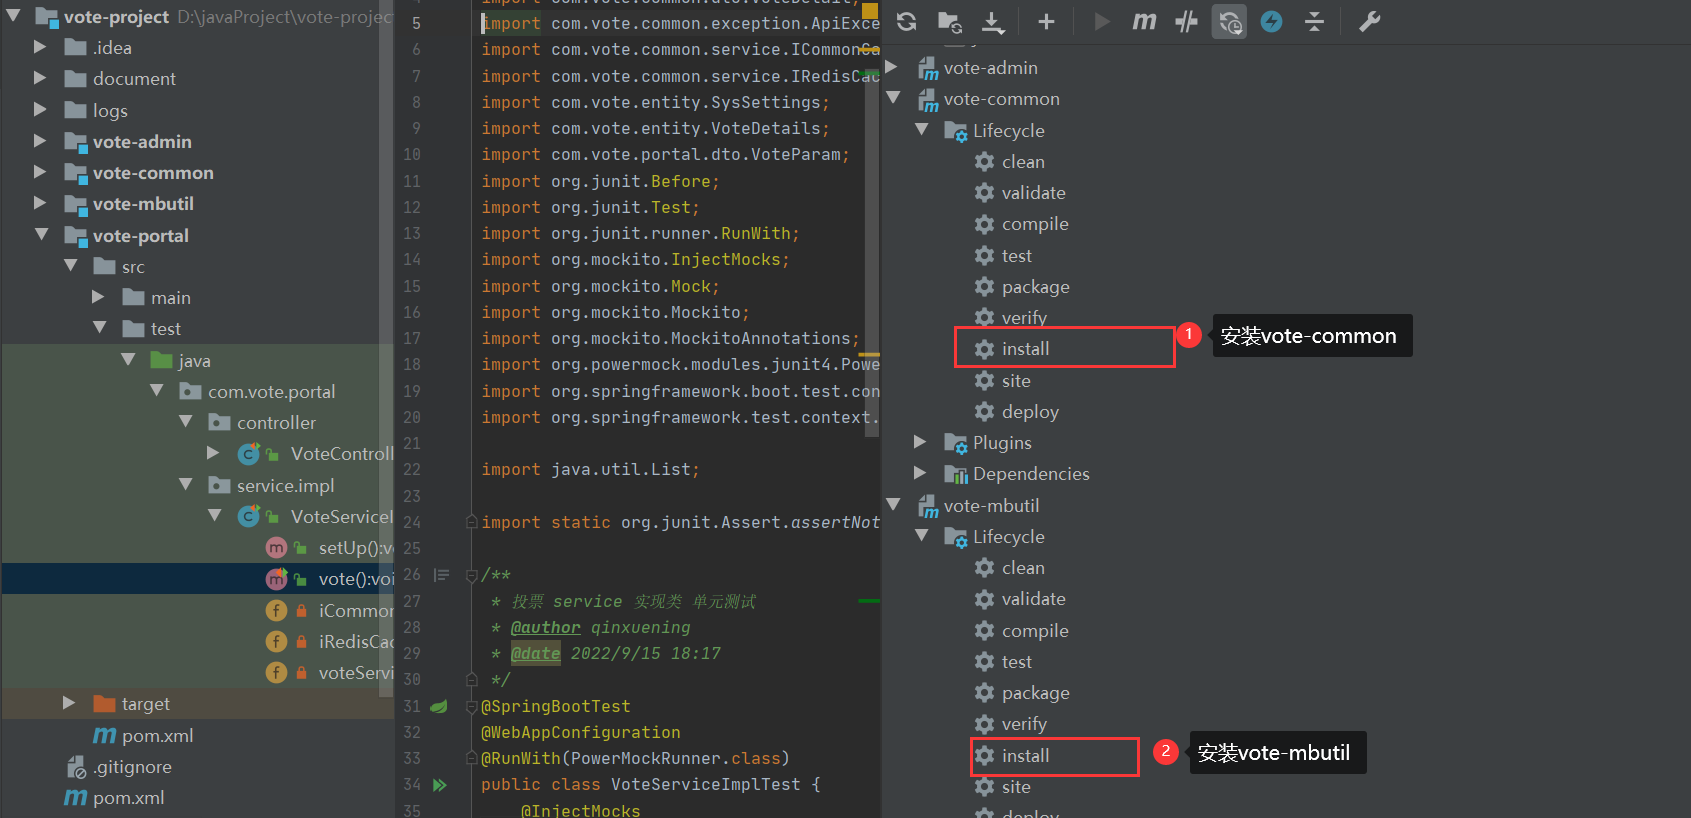 vote-project D:\javaProject\vote-projec
.idea
document
logs
vote-admin
vote-common
vote-mbutil
vote-portal
src
main
test
java
com.vote.portal
controller
VoteControll
service.impl
VoteServiceI
setUp():v
vote():voi
iCommon
iRedisCac
voteServi
target
pom.xml
.gitignore
pom.xml
5 import com.vote.common.exception.ApiExce
6 import com.vote.common.service.ICommonCa
7 import com.vote.common.service.IRedisCac
8 import com.vote.entity.SysSettings;
9 import com.vote.entity.VoteDetails;
10 import com.vote.portal.dto.VoteParam;
11 import org.junit.Before;
12 import org.junit.Test;
13 import org.junit.runner.RunWith;
14 import org.mockito.InjectMocks;
15 import org.mockito.Mock;
16 import org.mockito.Mockito;
17 import org.mockito.MockitoAnnotations;
18 import org.powermock.modules.junit4.Powe
19 import org.springframework.boot.test.con
20 import org.springframework.test.context.
21
22 import java.util.List;
23
24 import static org.junit.Assert.assertNot
25
26 /**
27 * 投票 service 实现类 单元测试
28 * @author qinxuening
29 * @date 2022/9/15 18:17
30 */
31 @SpringBootTest
32 @WebAppConfiguration
33 @RunWith(PowerMockRunner.class)
34 public class VoteServiceImplTest {
35 @InjectMocks
vote-admin
vote-common
Lifecycle
clean
validate
compile
test
package
verify
install
1 安装vote-common
site
deploy
Plugins
Dependencies
vote-mbutil
Lifecycle
clean
validate
compile
test
package
verify
install
2 安装vote-mbutil
site
deploy